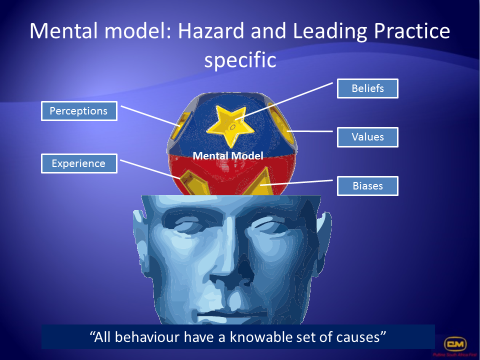 Mental model: Hazard and Leading Practice
specific
Beliefs
Perceptions
Values
Mental Model
Experience
Biases
“All behaviour have a knowable set of causes”
CM